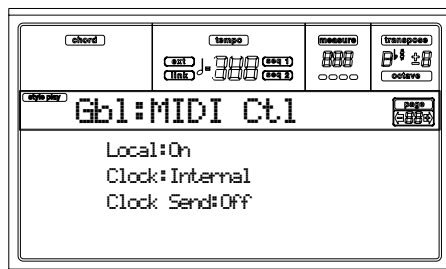 chord
tempo
measure
transpose
ext
link
seq 1
seq 2
octave
style play
Gbl:MIDI Ctl
page
Local:On
Clock:Internal
Clock Send:Off